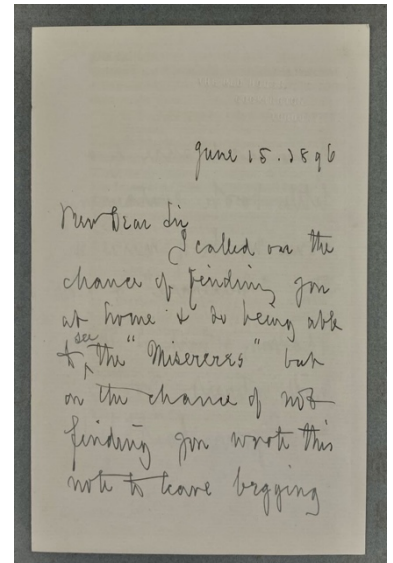 June 15. 1896
My Dear Sir
I called on the
chance of finding you
at home & so being able
to see the "Misereres" but
on the chance of not
finding you wrote this
note to leave begging